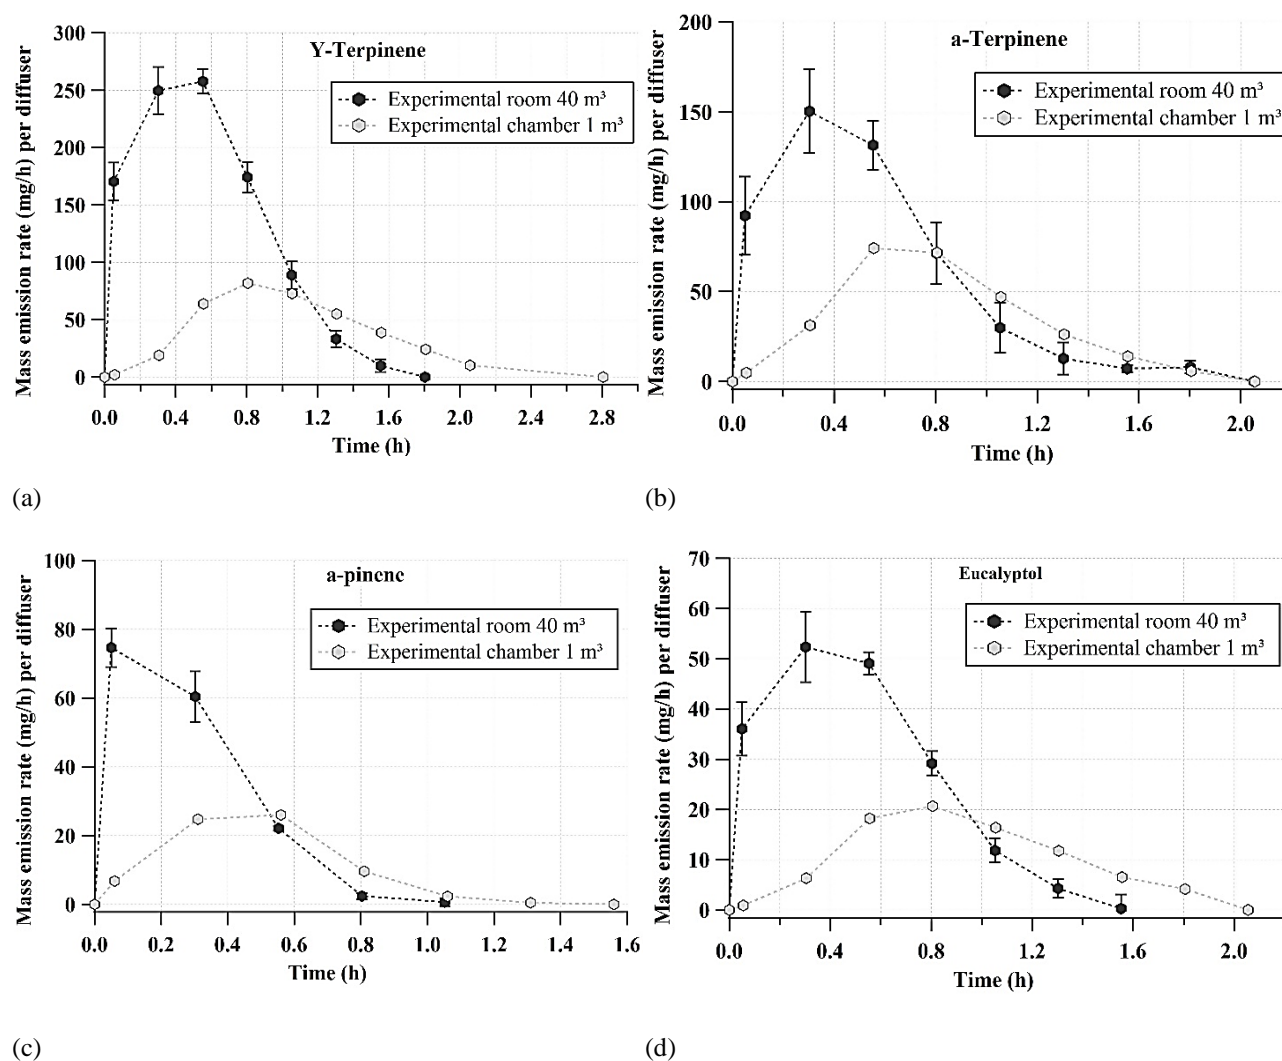 Y-Terpinene
Experimental room 40 m³
Experimental chamber 1 m³
Mass emission rate (mg/h) per diffuser
300
250
200
150
100
50
0
0.0 0.4 0.8 1.2 1.6 2.0 2.4 2.8
Time (h)
(a)
a-Terpinene
Experimental room 40 m³
Experimental chamber 1 m³
Mass emission rate (mg/h) per diffuser
200
150
100
50
0
0.0 0.4 0.8 1.2 1.6 2.0
Time (h)
(b)
a-pinene
Experimental room 40 m³
Experimental chamber 1 m³
Mass emission rate (mg/h) per diffuser
100
80
60
40
20
0
0.0 0.2 0.4 0.6 0.8 1.0 1.2 1.4 1.6
Time (h)
(c)
Eucalyptol
Experimental room 40 m³
Experimental chamber 1 m³
Mass emission rate (mg/h) per diffuser
70
60
50
40
30
20
10
0
0.0 0.4 0.8 1.2 1.6 2.0
Time (h)
(d)